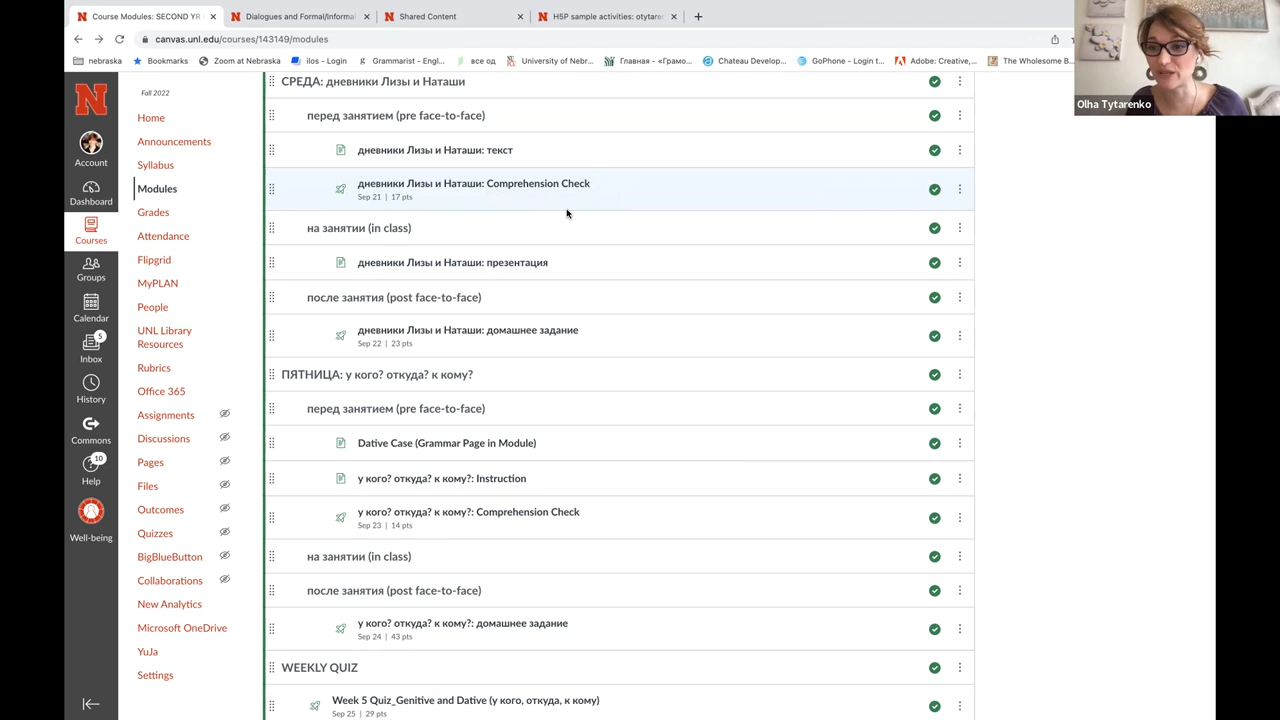 Course Modules: SECOND YR
Dialogues and Formal/Informa
Shared Content
H5P sample activities: otytare
canvas.unl.edu/courses/143149/modules
nebraska
Bookmarks
Zoom at Nebraska
ilos - Login
Grammarist - Engl...
все од
University of Nebr...
Главная - «Грамо...
Chateau Develop...
GoPhone - Login t...
Adobe: Creative,...
The Wholesome B...
Olha Tytarenko
Account
Dashboard
Courses
Groups
Calendar
5
Inbox
History
Commons
10
Help
Well-being
Fall 2022
Home
Announcements
Syllabus
Modules
Grades
Attendance
Flipgrid
MyPLAN
People
UNL Library
Resources
Rubrics
Office 365
Assignments
Discussions
Pages
Files
Outcomes
Quizzes
BigBlueButton
Collaborations
New Analytics
Microsoft OneDrive
YuJa
Settings
СРЕДА: дневники Лизы и Наташи
перед занятием (pre face-to-face)
дневники Лизы и Наташи: текст
дневники Лизы и Наташи: Comprehension Check
Sep 21 | 17 pts
на занятии (in class)
дневники Лизы и Наташи: презентация
после занятия (post face-to-face)
дневники Лизы и Наташи: домашнее задание
Sep 22 | 23 pts
ПЯТНИЦА: у кого? откуда? к кому?
перед занятием (pre face-to-face)
Dative Case (Grammar Page in Module)
у кого? откуда? к кому?: Instruction
у кого? откуда? к кому?: Comprehension Check
Sep 23 | 14 pts
на занятии (in class)
после занятия (post face-to-face)
у кого? откуда? к кому?: домашнее задание
Sep 24 | 43 pts
WEEKLY QUIZ
Week 5 Quiz_Genitive and Dative (у кого, откуда, к кому)
Sep 25 | 29 pts